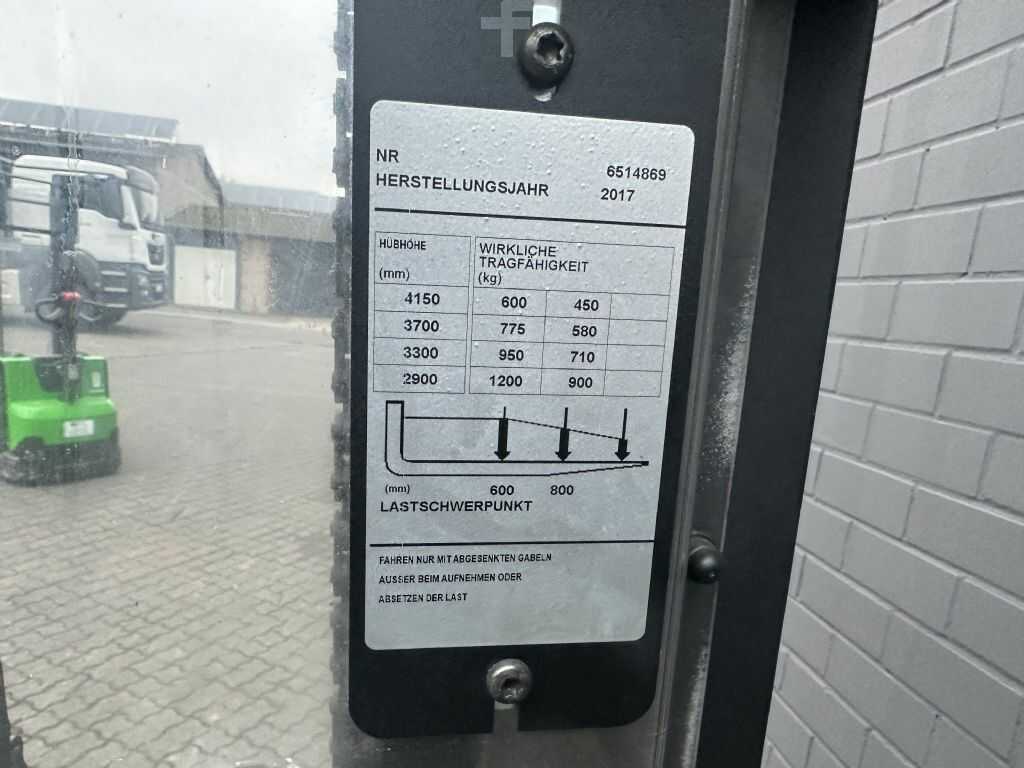 NR 6514869
HERSTELLUNGSJAHR 2017
HÜBHÖHE
(mm)
WIRKLICHE
TRAGFÄHIGKEIT
(kg)
4150 600 450
3700 775 580
3300 950 710
2900 1200 900
(mm) 600 800
LASTSCHWERPUNKT
FAHREN NUR MIT ABGESENKTEN GABELN
AUSSER BEIM AUFNEHMEN ODER
ABSETZEN DER LAST